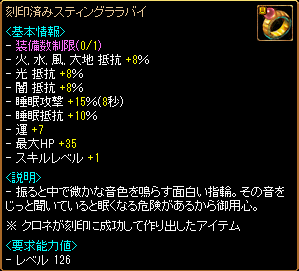 刻印済みスティングララバイ
<基本情報>
- 装備数制限(0/1)
- 火, 水, 風, 大地 抵抗 +8%
- 光 抵抗 +8%
- 闇 抵抗 +8%
- 睡眠攻撃 +15%(8秒)
- 睡眠抵抗 +10%
- 運 +7
- 最大HP +35
- スキルレベル +1
<説明>
- 振ると中で微かな音色を鳴らす面白い指輪。その音を
じっと聞いていると眠くなる危険があるから御用心。
※ クロネが刻印に成功して作り出したアイテム
<要求能力値>
- レベル 126